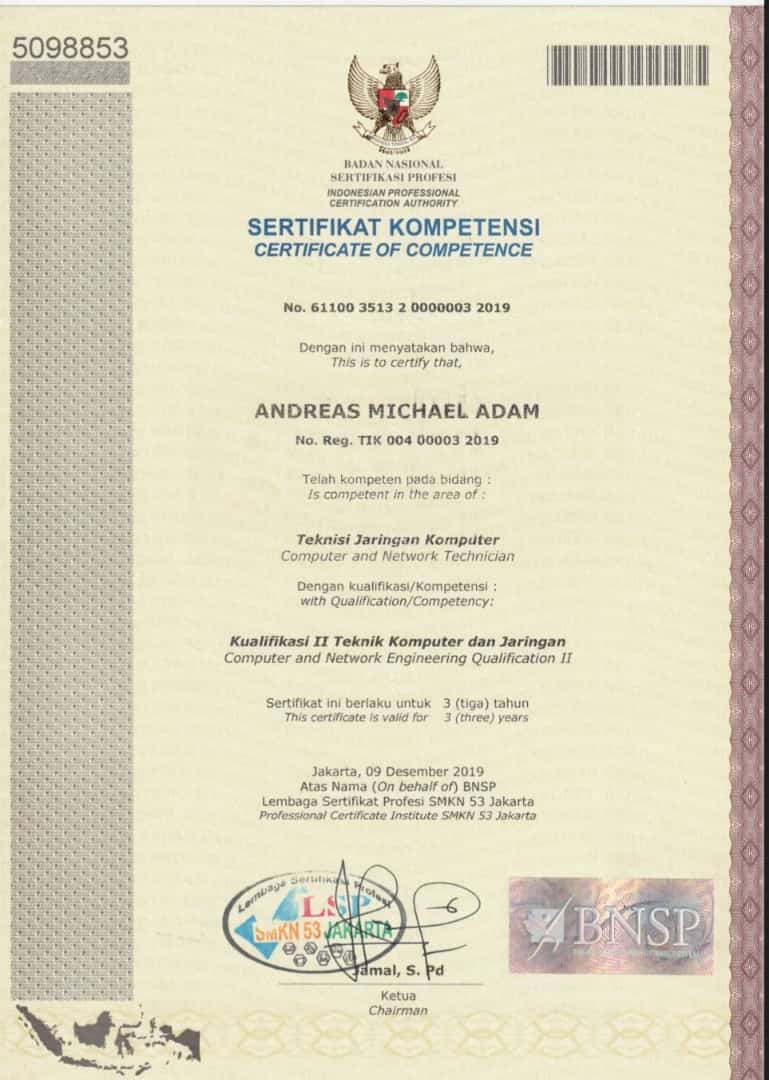 5098853
BADAN NASIONAL
SERTIFIKASI PROFESI
INDONESIAN PROFESSIONAL
CERTIFICATION AUTHORITY
SERTIFIKAT KOMPETENSI
CERTIFICATE OF COMPETENCE
No. 61100 3513 2 0000003 2019
Dengan ini menyatakan bahwa,
This is to certify that,
ANDREAS MICHAEL ADAM
No. Reg. TIK 004 00003 2019
Telah kompeten pada bidang :
Is competent in the area of :
Teknisi Jaringan Komputer
Computer and Network Technician
Dengan kualifikasi/Kompetensi :
with Qualification/Competency:
Kualifikasi II Teknik Komputer dan Jaringan
Computer and Network Engineering Qualification II
Sertifikat ini berlaku untuk 3 (tiga) tahun
This certificate is valid for 3 (three) years
Jakarta, 09 Desember 2019
Atas Nama (On behalf of) BNSP
Lembaga Sertifikat Profesi SMKN 53 Jakarta
Professional Certificate Institute SMKN 53 Jakarta
Lembaga Sertifikasi Profesi
LSP
SMKN 53 JAKARTA
BNSP
Jamal, S. Pd
Ketua
Chairman